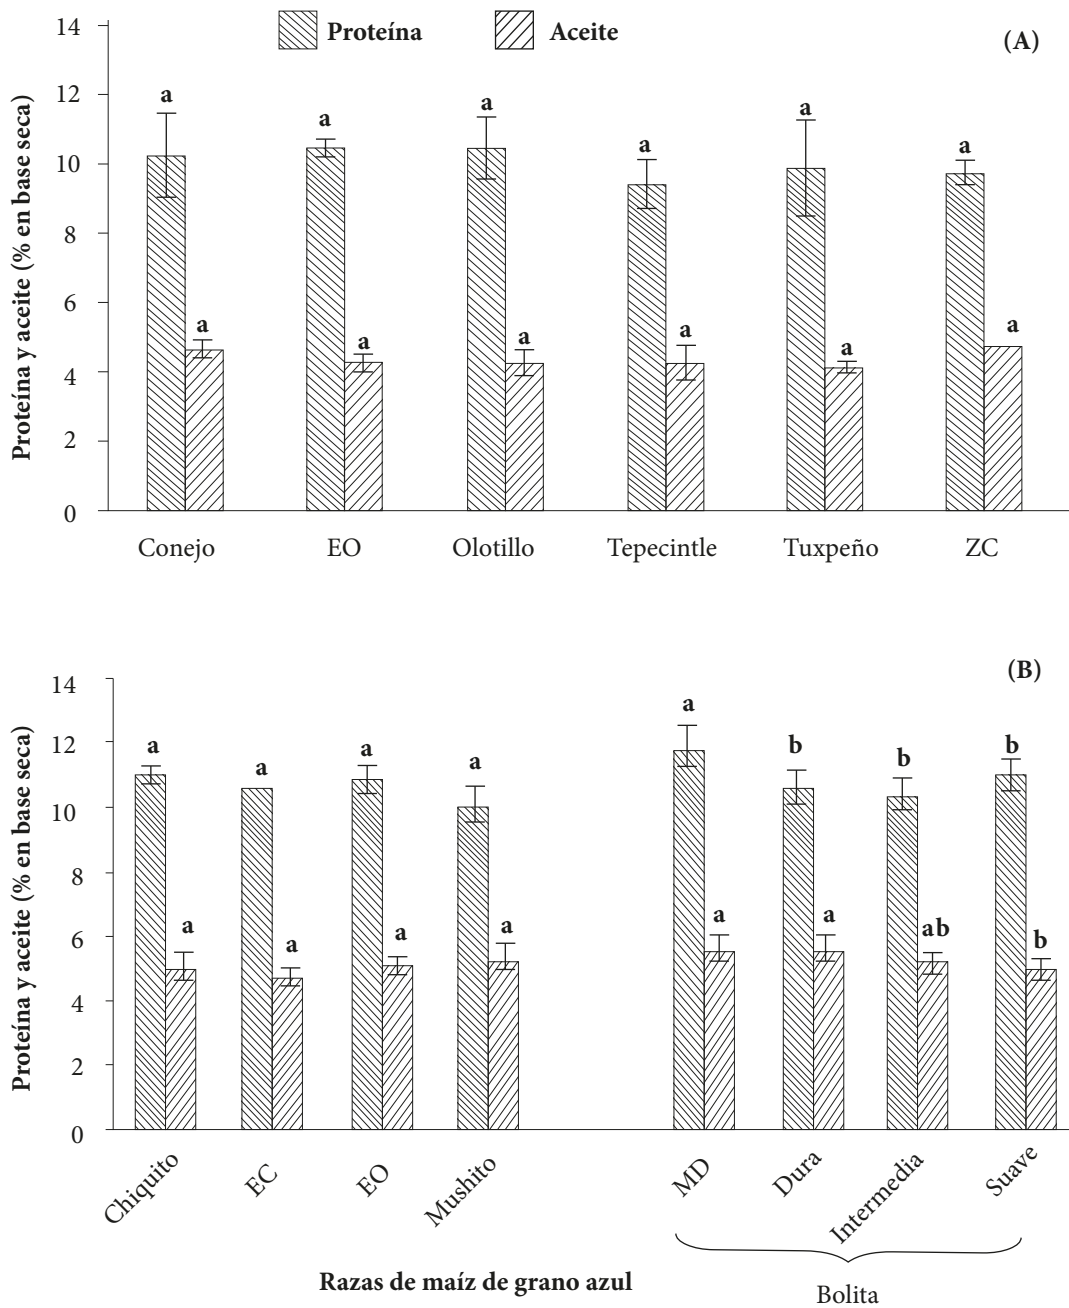 Proteína Aceite (A)
Proteína y aceite (% en base seca)
14
12
10
8
6
4
2
0
a a a a a a
a a a a a a
Conejo EO Olotillo Tepecintle Tuxpeño ZC
(B)
Proteína y aceite (% en base seca)
14
12
10
8
6
4
2
0
a a a a a b b b
a a a a a a ab b
Chiquito EC EO Mushito MD Dura Intermedia Suave
Razas de maíz de grano azul
Bolita